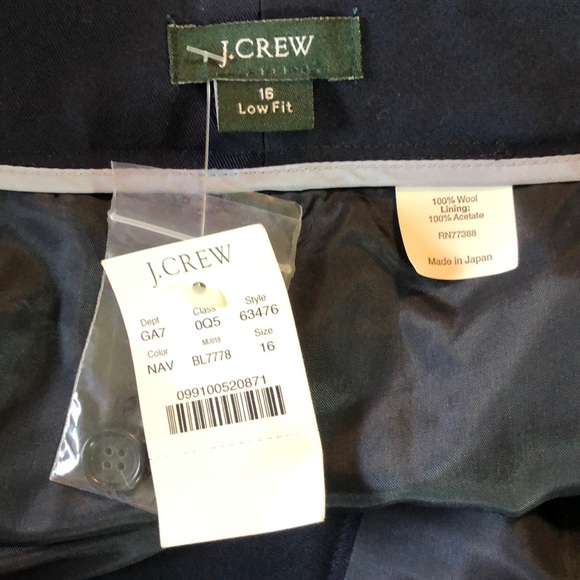 J.CREW
16
Low Fit
100% Wool
Lining:
100% Acetate
RN77388
Made in Japan
J.CREW
Dept Class Style
GA7 0Q5 63476
Color Size
NAV BL7778 16
099100520871